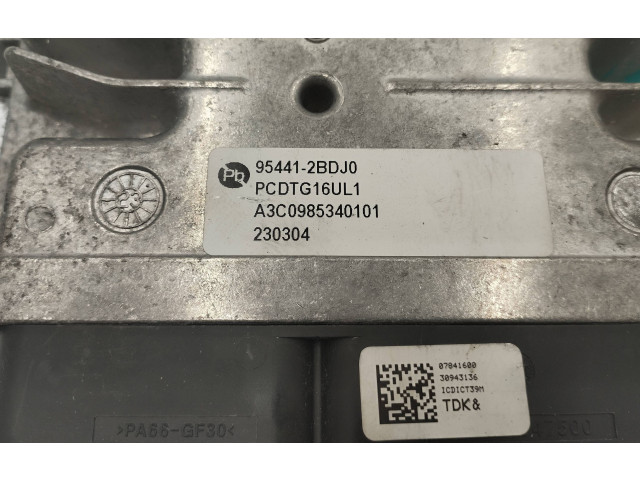 Pb
95441-2BDJ0
PCDTG16UL1
A3C0985340101
230304
07841600
30943136
ICDICT39M
TDK&
>PA66-GF30<